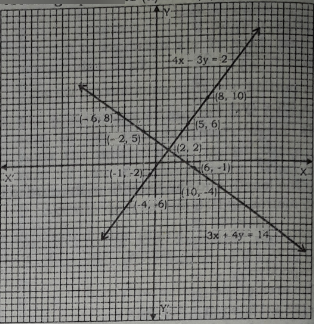 Y
4x - 3y = 2
(8, 10)
(- 6, 8)
(5, 6)
(- 2, 5)
(2, 2)
X'
(-1, -2)
(6, -1)
X
(10, -4)
(-4, -6)
3x + 4y = 14
Y'